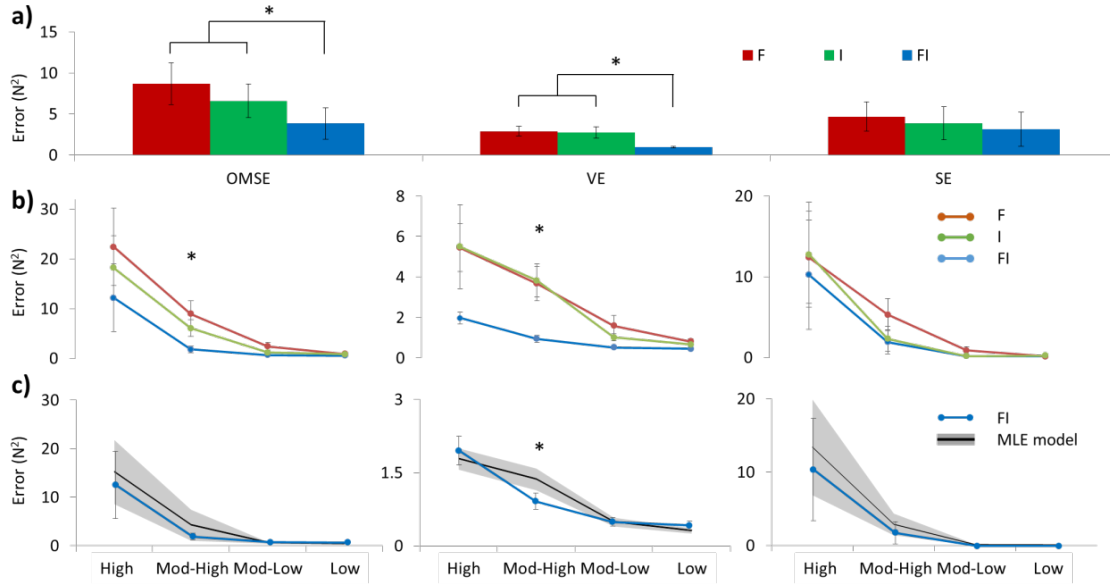 a)
*
15
10
5
0
Error (N²)
*
F
I
FI
OMSE
VE
SE
b)
30
20
10
0
Error (N²)
*
8
6
4
2
0
*
20
10
0
F
I
FI
c)
30
20
10
0
Error (N²)
3
1.5
0
*
20
10
0
FI
MLE model
High Mod-High Mod-Low Low
High Mod-High Mod-Low Low
High Mod-High Mod-Low Low